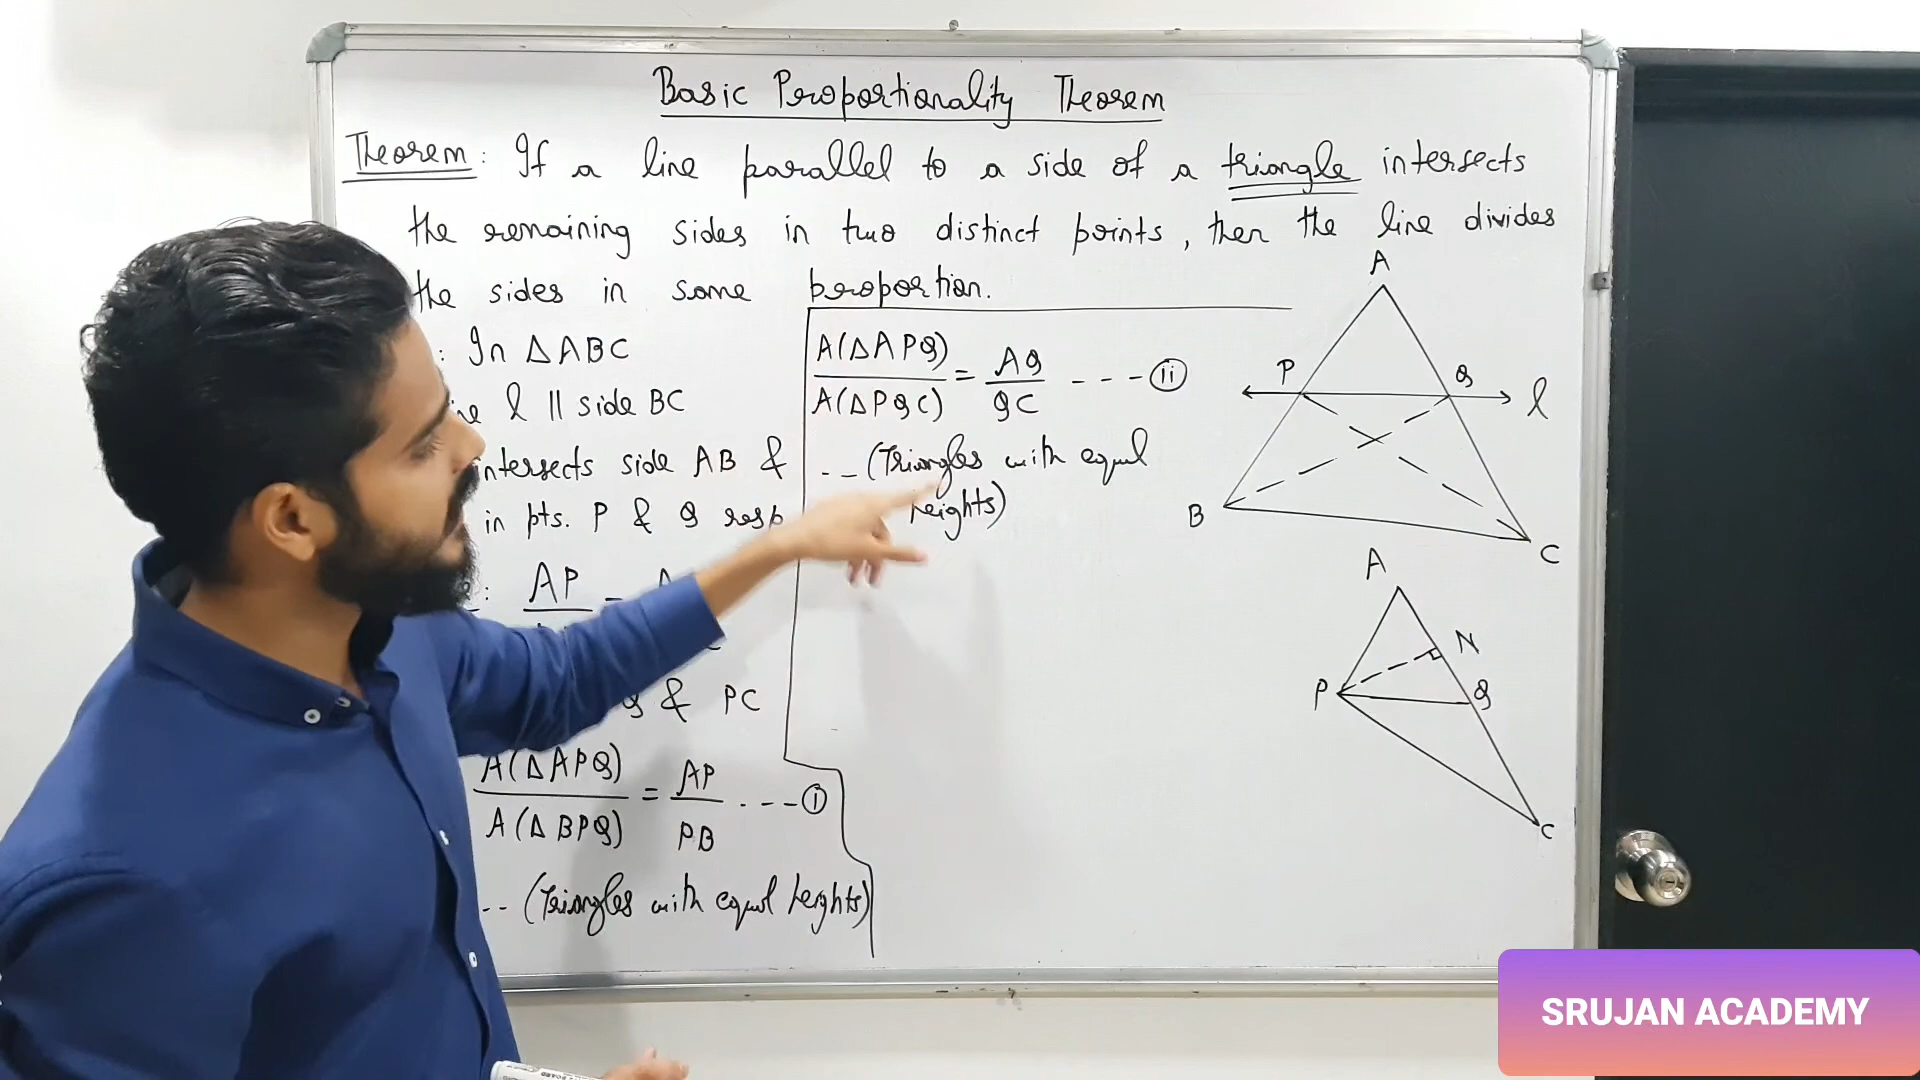 Basic Proportionality Theorem
Theorem : If a line parallel to a side of a triangle intersects
the remaining sides in two distinct points, then the line divides
the sides in same proportion.
: In ΔABC
l || side BC
intersects side AB &
in pts. P & Q resp
: AP
Q & PC
A(ΔAPQ) / A(ΔBPQ) = AP / PB ---- (i)
-- (Triangles with equal heights)
A(ΔAPQ) / A(ΔPQC) = AQ / QC --- (ii)
-- (Triangles with equal
heights)
A
P Q l
B C
A
N
P Q
C
SRUJAN ACADEMY